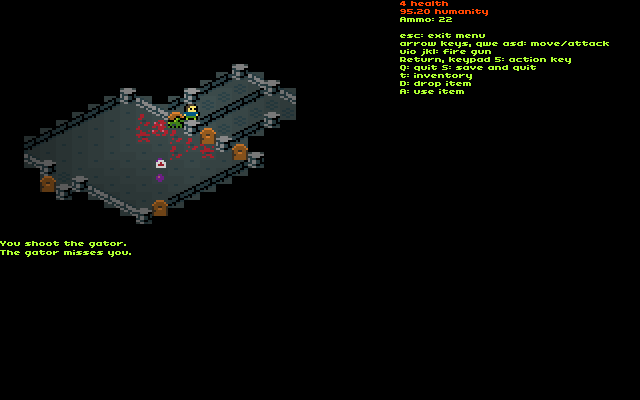 4 health
95.20 humanity
Ammo: 22
esc: exit menu
arrow keys, qwe asd: move/attack
uio jkl: fire gun
Return, keypad 5: action key
Q: quit S: save and quit
t: inventory
D: drop item
A: use item
You shoot the gator.
The gator misses you.